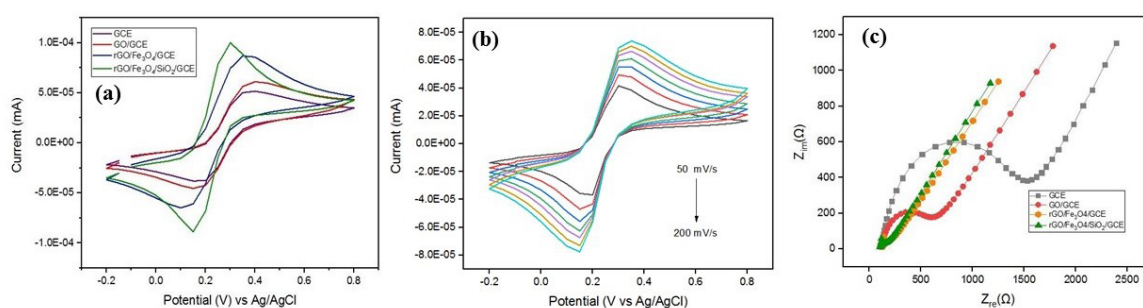 GCE
GO/GCE
rGO/Fe₃O₄/GCE
rGO/Fe₃O₄/SiO₂/GCE
(a)
Current (mA)
1.0E-04
5.0E-05
0.0E+00
-5.0E-05
-1.0E-04
-0.2 0.0 0.2 0.4 0.6 0.8
Potential (V) vs Ag/AgCl
(b)
Current (mA)
8.0E-05
6.0E-05
4.0E-05
2.0E-05
0.0E+00
-2.0E-05
-4.0E-05
-6.0E-05
-8.0E-05
50 mV/s
200 mV/s
-0.2 0.0 0.2 0.4 0.6 0.8
Potential (V) vs Ag/AgCl)
(c)
Zim(Ω)
1200
1000
800
600
400
200
0
GCE
GO/GCE
rGO/Fe3O4/GCE
rGO/Fe3O4/SiO₂/GCE
0 500 1000 1500 2000 2500
Zre(Ω)